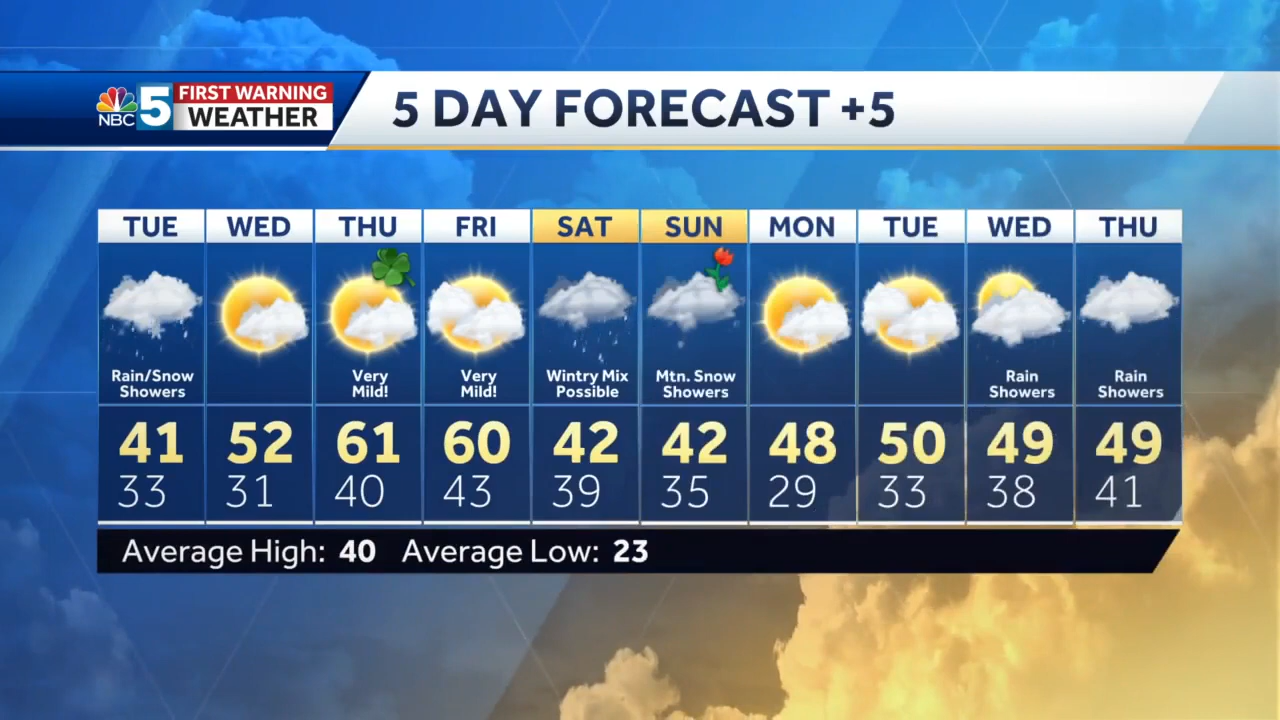 NBC 5 FIRST WARNING
WEATHER
5 DAY FORECAST +5
TUE WED THU FRI SAT SUN MON TUE WED THU
Rain/Snow Very Very Wintry Mix Mtn. Snow Rain Rain
Showers Mild! Mild! Possible Showers Showers Showers
41 52 61 60 42 42 48 50 49 49
33 31 40 43 39 35 29 33 38 41
Average High: 40 Average Low: 23